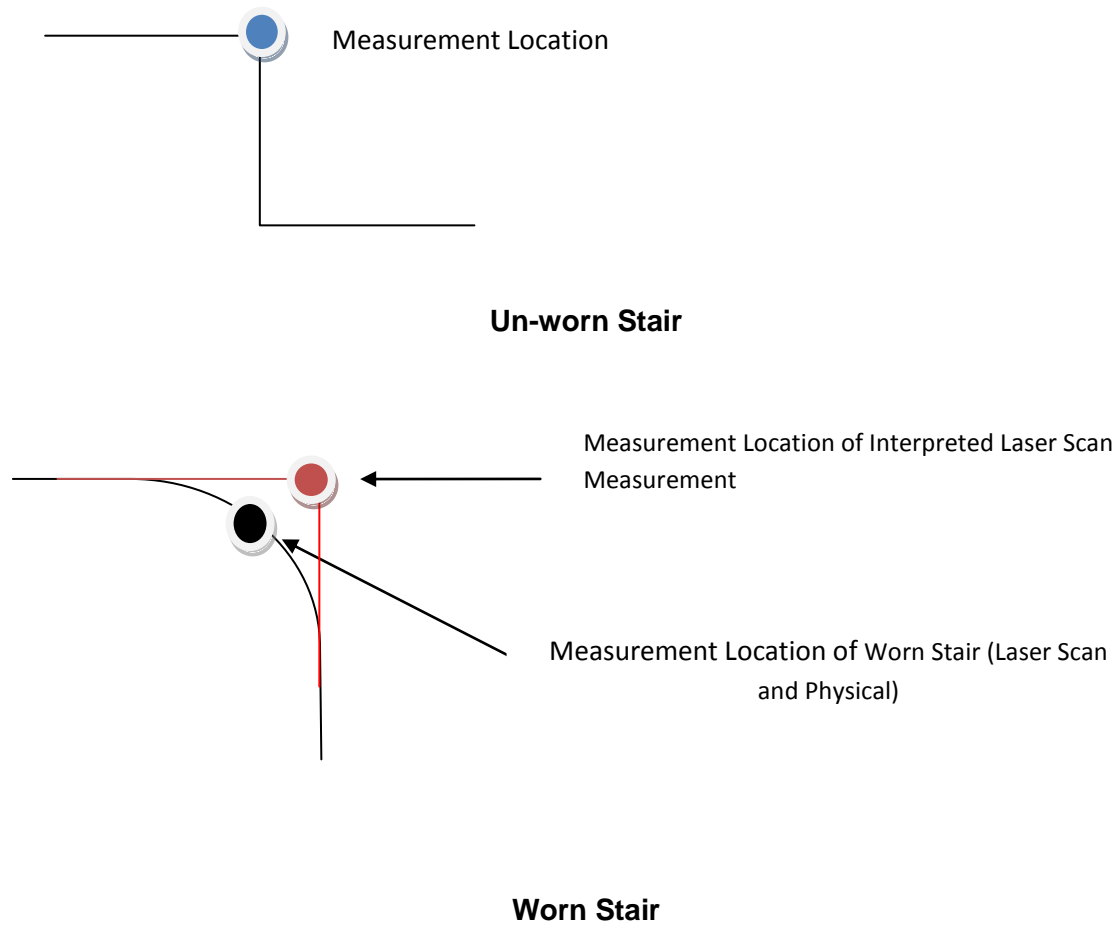 Measurement Location
Un-worn Stair
Measurement Location of Interpreted Laser Scan
Measurement
Measurement Location of Worn Stair (Laser Scan
and Physical)
Worn Stair